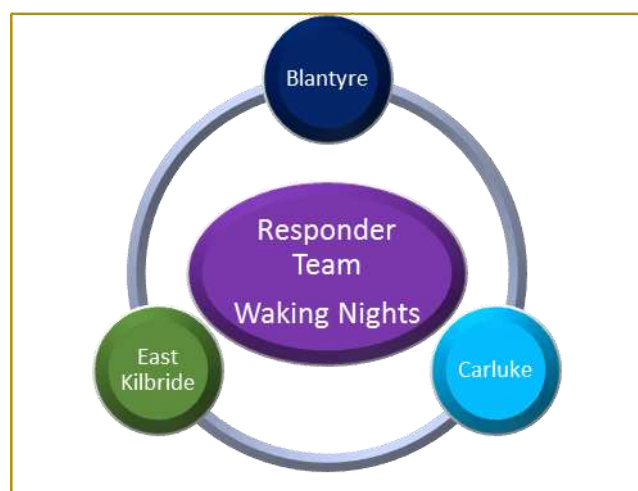 Blantyre
Responder
Team
Waking Nights
East
Kilbride
Carluke